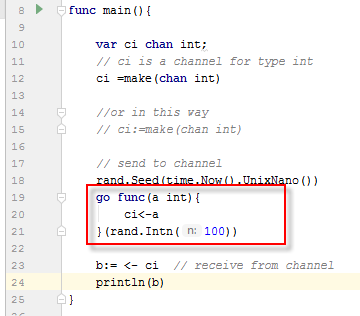 8 func main(){
9
10 var ci chan int;
11 // ci is a channel for type int
12 ci =make(chan int)
13
14 //or in this way
15 // ci:=make(chan int)
16
17 // send to channel
18 rand.Seed(time.Now().UnixNano())
19 go func(a int){
20 ci<-a
21 }(rand.Intn( n: 100))
22
23 b:= <- ci // receive from channel
24 println(b)
25 }
26